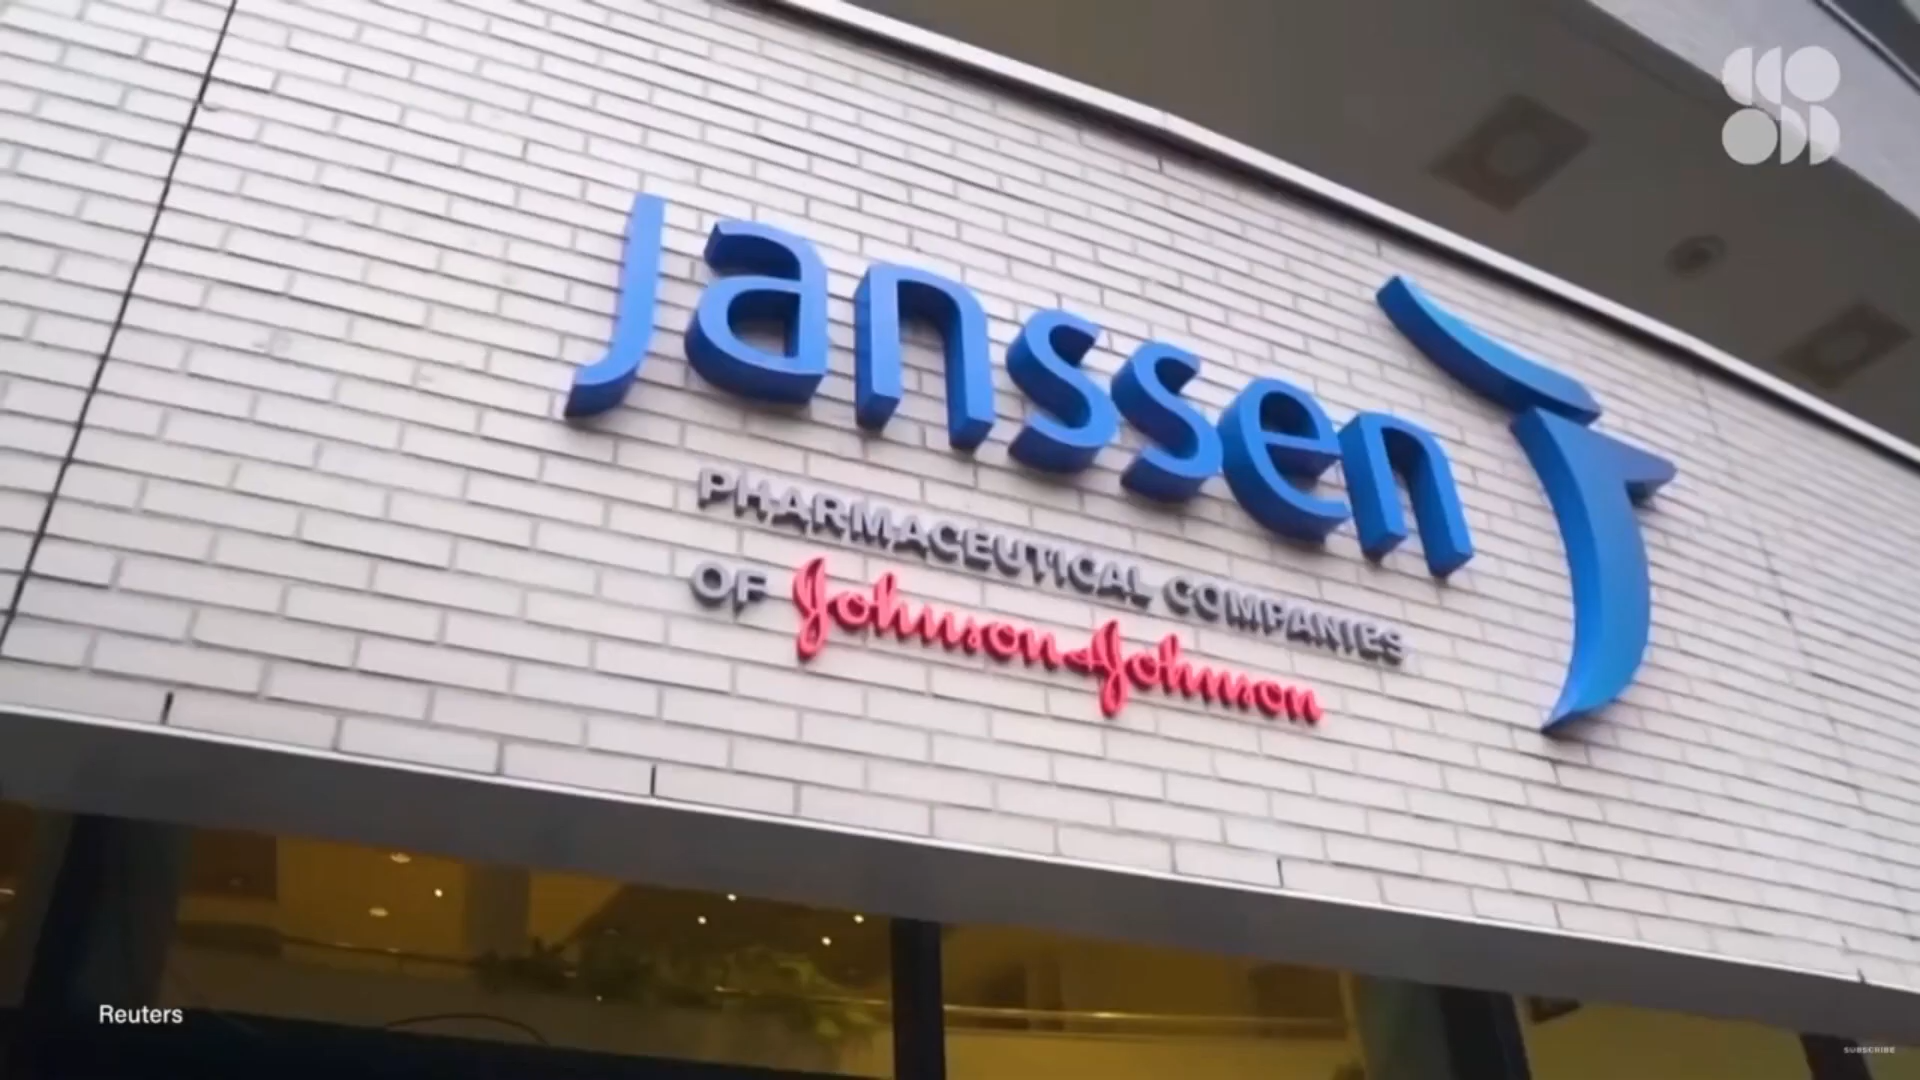 Janssen
PHARMACEUTICAL COMPANIES
OF Johnson & Johnson
Reuters
SUBSCRIBE